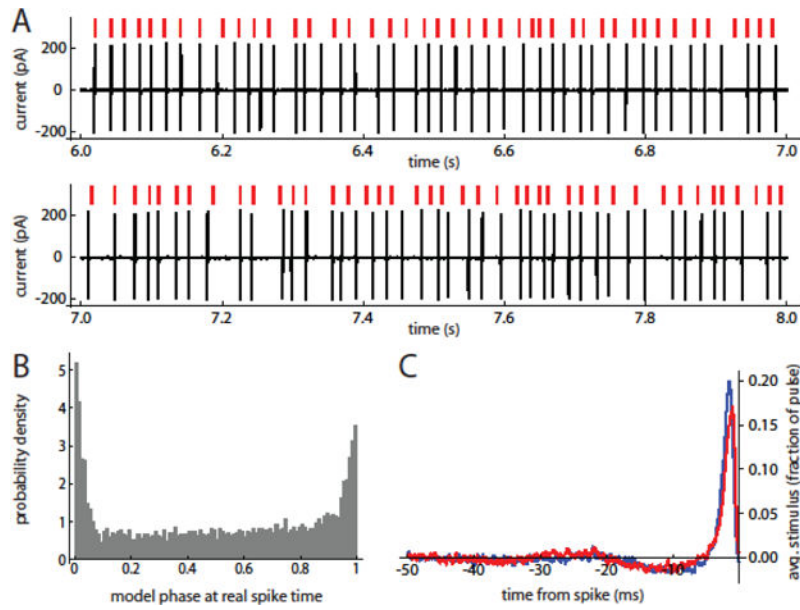 A
current (pA)
200
0
-200
6.0 6.2 6.4 6.6 6.8 7.0
time (s)
current (pA)
200
0
-200
7.0 7.2 7.4 7.6 7.8 8.0
time (s)
B
probability density
5
4
3
2
1
0
0 0.2 0.4 0.6 0.8 1
model phase at real spike time
C
0.20
0.15
0.10
0.05
0.00
avg. stimulus (fraction of pulse)
-50 -40 -30 -20 -10
time from spike (ms)